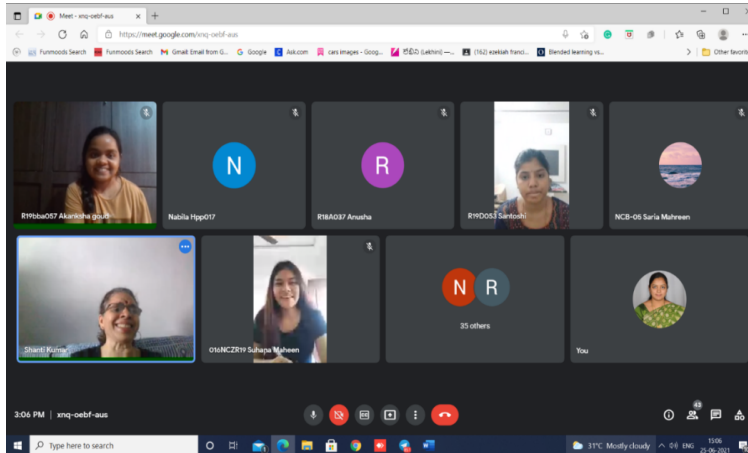 Meet - xnq-oebf-aus
https://meet.google.com/xnq-oebf-aus
Funmoods Search Funmoods Search Gmail Email from G... Google Ask.com cars images - Goog... (Lekhini) —... (162) ezekiah franci... Blended learning vs... Other favorit
R19bba057 Akanksha goud
N
Nabila Hpp017
R
R18A037 Anusha
R19D053 Santoshi
NCB-05 Saria Mahreen
Shanti Kumar
016NCZR19 Suhana Maheen
N R
35 others
You
3:06 PM | xnq-oebf-aus
43
Type here to search
31°C Mostly cloudy
ENG
15:06
25-06-2021